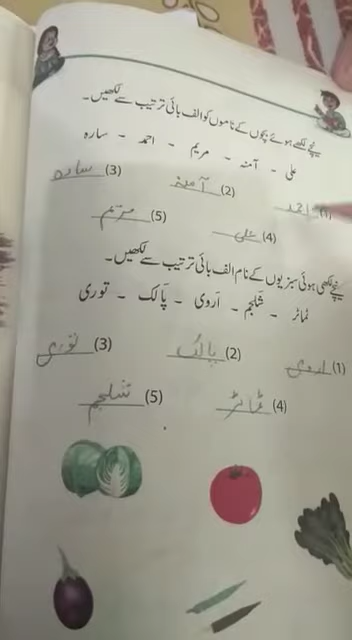 نیچے لکھے ہوئے بچوں کے ناموں کو الف بائی ترتیب سے لکھیں۔
علی - آمنہ - مریم - احمد - سارہ
(1) احمد (2) آمنہ (3) سارہ
(4) علی (5) مریم
نیچے لکھی ہوئی سبزیوں کے نام الف بائی ترتیب سے لکھیں۔
ٹماٹر - شلجم - اَروی - پالک - توری
(1) اروی (2) پالک (3) توری
(4) ٹماٹر (5) شلجم